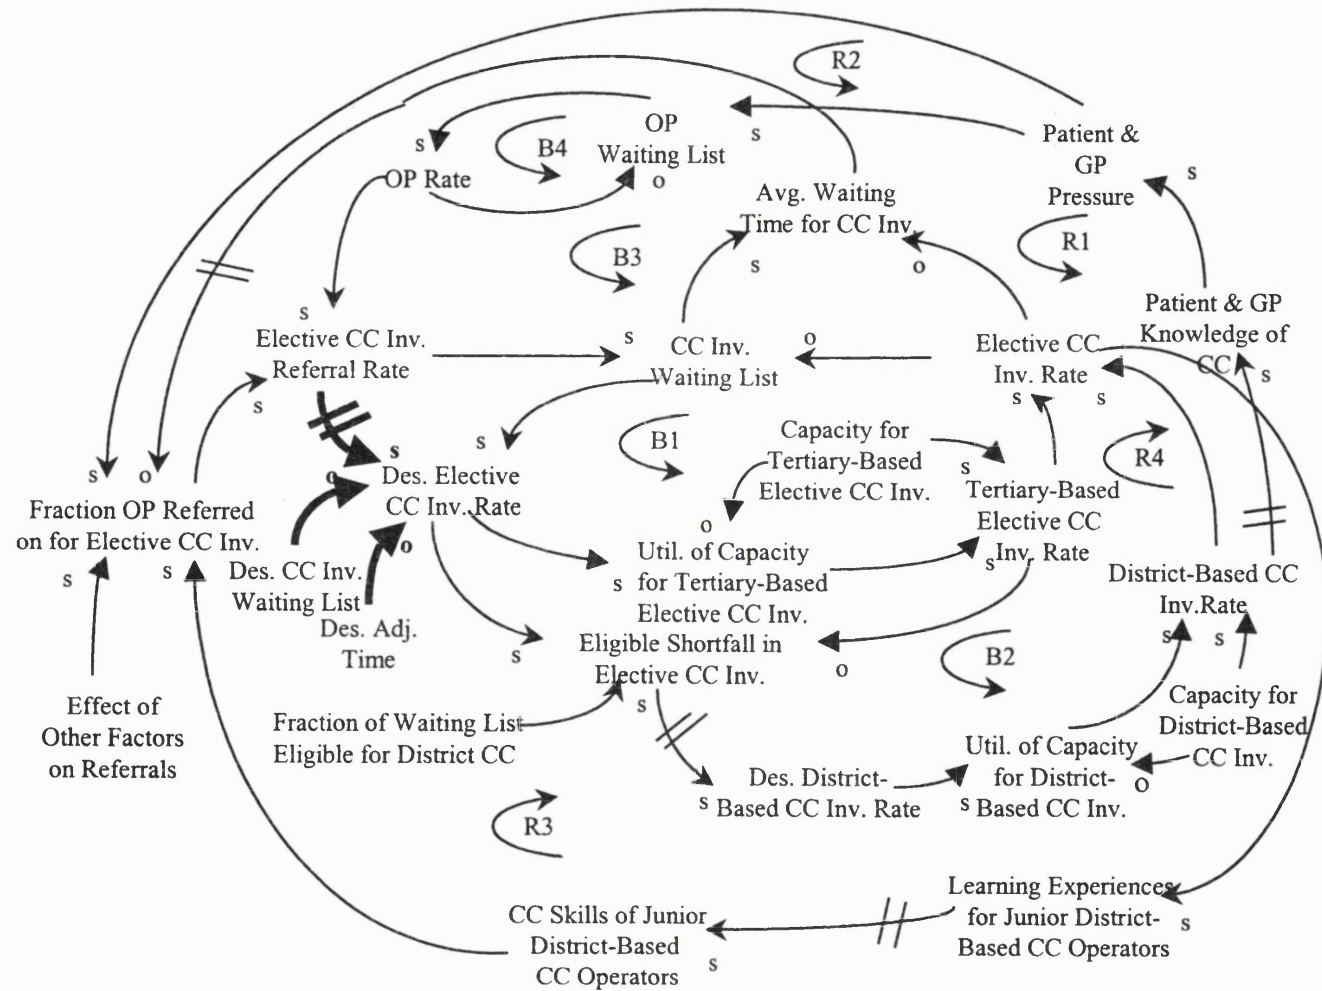 R2
OP
Waiting List
s
Patient &
GP
Pressure
s
B4
s
OP Rate
o
s
Avg. Waiting
Time for CC Inv.
s
o
B3
R1
s
Elective CC Inv.
Referral Rate
s
CC Inv.
Waiting List
o
Elective CC
Inv. Rate
s
s
Patient & GP
Knowledge of
CC
s
s
B1
Capacity for
Tertiary-Based
Elective CC Inv.
s
o
R4
s
s
Des. Elective
CC Inv. Rate
o
o
s
o
Fraction OP Referred
on for Elective CC Inv.
s
s
Des. CC Inv.
Waiting List
Des. Adj.
Time
Tertiary-Based
Elective CC
Inv. Rate
s
Util. of Capacity
for Tertiary-Based
Elective CC Inv.
s
District-Based CC
Inv.Rate
s
s
Eligible Shortfall in
Elective CC Inv.
s
o
s
B2
Effect of
Other Factors
on Referrals
Fraction of Waiting List
Eligible for District CC
Capacity for
District-Based
CC Inv.
Des. District-
Based CC Inv. Rate
s
Util. of Capacity
for District-
Based CC Inv.
s
o
R3
CC Skills of Junior
District-Based
CC Operators
s
Learning Experiences
for Junior District-
Based CC Operators
s